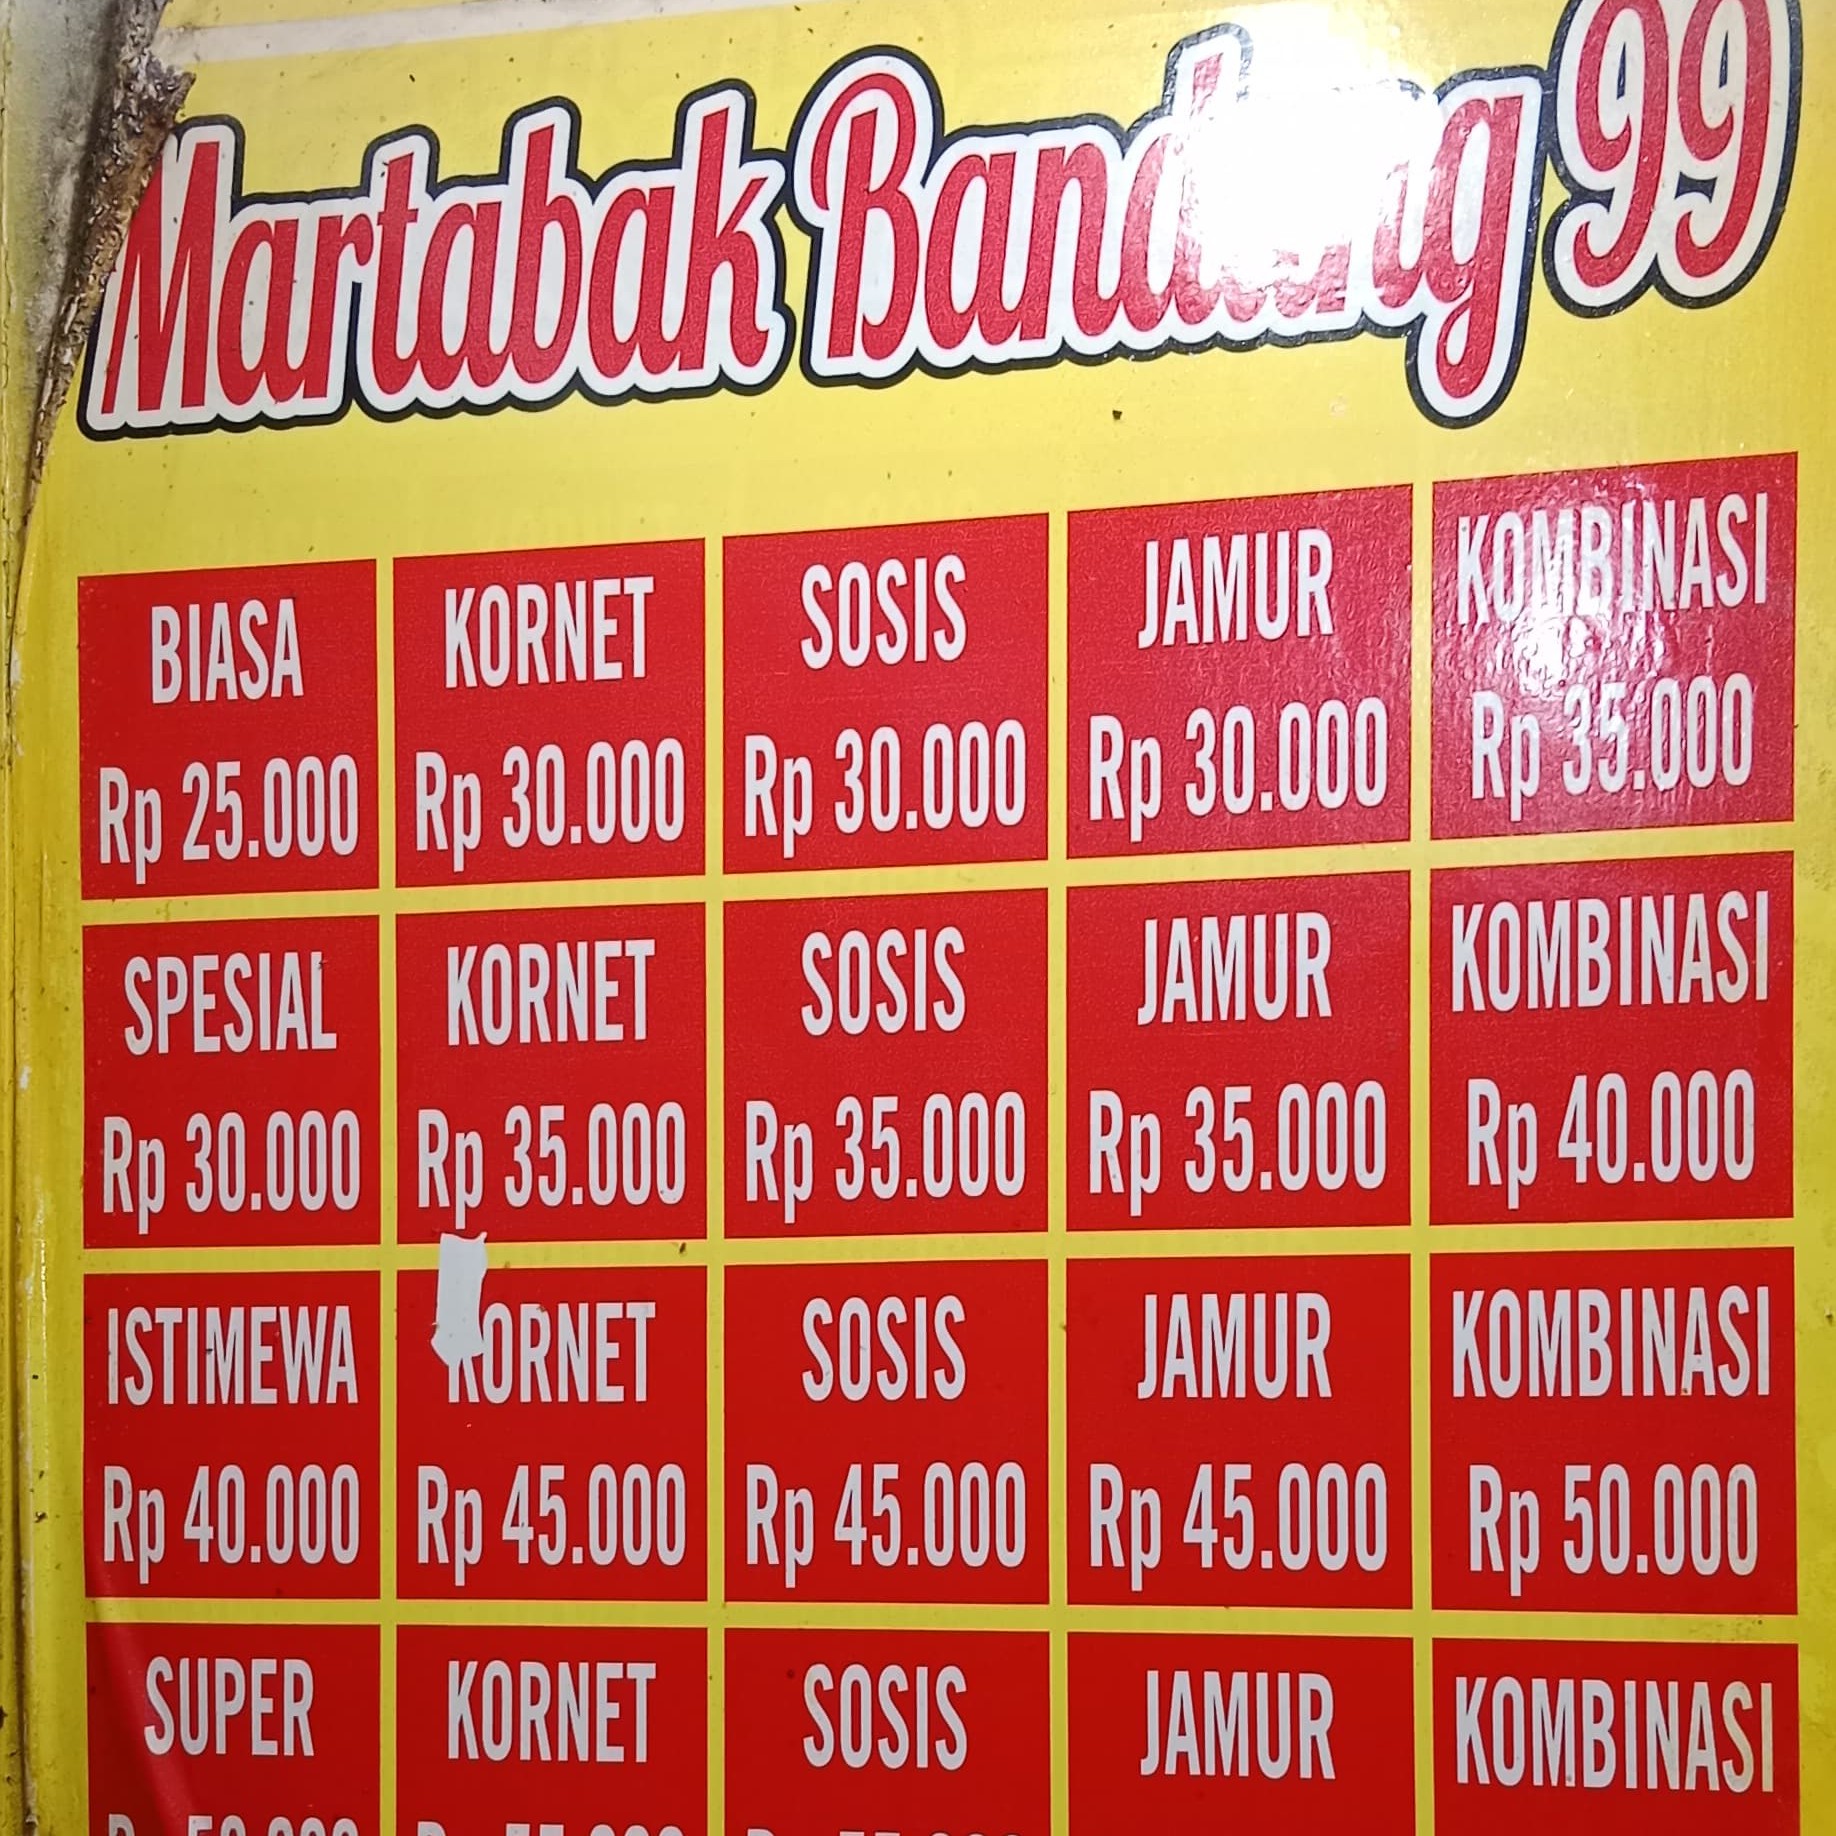 Martabak Bandung 99
BIASA
Rp 25.000
KORNET
Rp 30.000
SOSIS
Rp 30.000
JAMUR
Rp 30.000
KOMBINASI
Rp 35.000
SPESIAL
Rp 30.000
KORNET
Rp 35.000
SOSIS
Rp 35.000
JAMUR
Rp 35.000
KOMBINASI
Rp 40.000
ISTIMEWA
Rp 40.000
KORNET
Rp 45.000
SOSIS
Rp 45.000
JAMUR
Rp 45.000
KOMBINASI
Rp 50.000
SUPER
KORNET
SOSIS
JAMUR
KOMBINASI